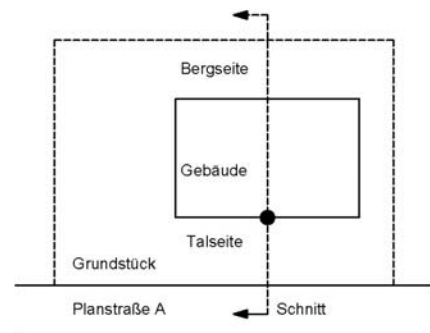 Bergseite
Gebäude
Talseite
Grundstück
Planstraße A
Schnitt